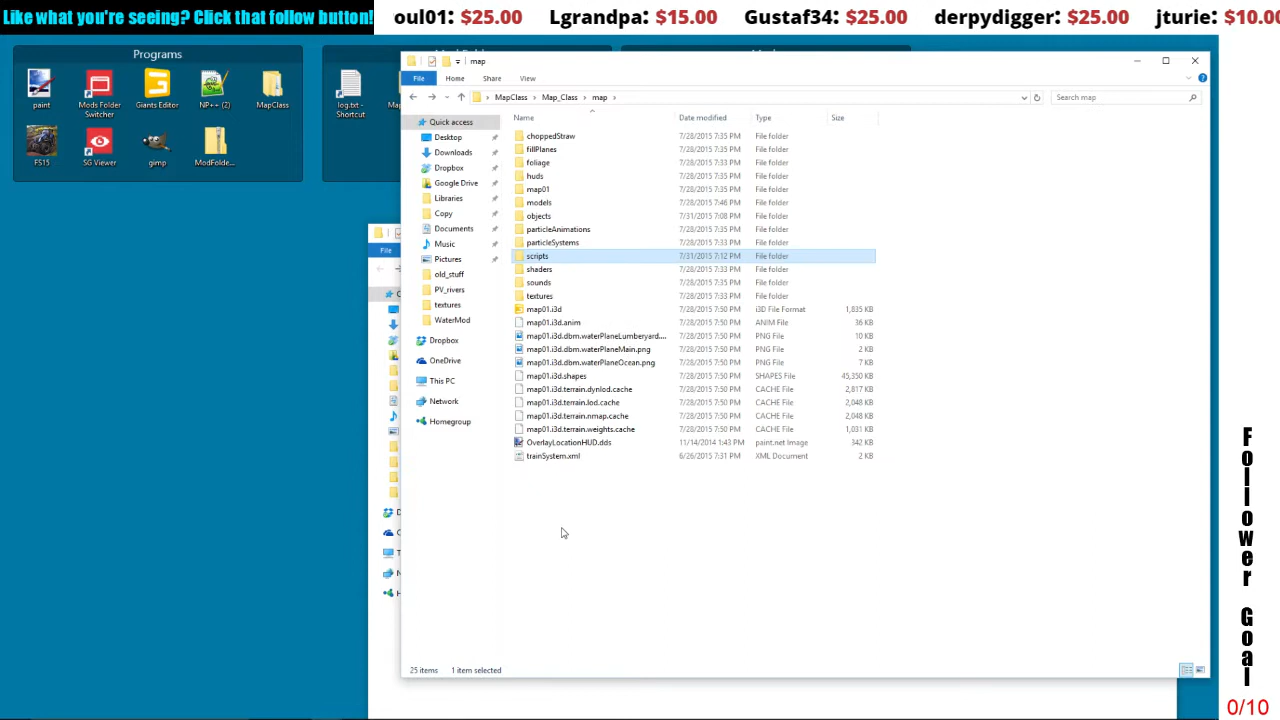 Like what you're seeing? Click that follow button!
oul01: $25.00 Lgrandpa: $15.00 Gustaf34: $25.00 derpydigger: $25.00 jturie: $10.00
Programs
paint
Mods Folder Switcher
Giants Editor
NP++ (2)
MapClass
FS15
SG Viewer
gimp
ModFolde...
log.txt - Shortcut
map
File Home Share View
MapClass Map_Class map
Search map
Name Date modified Type Size
Quick access
Desktop
Downloads
Dropbox
Google Drive
Libraries
Copy
Documents
Music
Pictures
old_stuff
PV_rivers
textures
WaterMod
Dropbox
OneDrive
This PC
Network
Homegroup
choppedStraw 7/28/2015 7:35 PM File folder
fillPlanes 7/28/2015 7:35 PM File folder
foliage 7/28/2015 7:33 PM File folder
huds 7/28/2015 7:35 PM File folder
map01 7/28/2015 7:35 PM File folder
models 7/28/2015 7:46 PM File folder
objects 7/31/2015 7:08 PM File folder
particleAnimations 7/28/2015 7:35 PM File folder
particleSystems 7/28/2015 7:33 PM File folder
scripts 7/31/2015 7:12 PM File folder
shaders 7/28/2015 7:33 PM File folder
sounds 7/28/2015 7:35 PM File folder
textures 7/28/2015 7:33 PM File folder
map01.i3d 7/28/2015 7:50 PM i3D File Format 1,835 KB
map01.i3d.anim 7/28/2015 7:50 PM ANIM File 36 KB
map01.i3d.dbm.waterPlaneLumberyard.... 7/28/2015 7:50 PM PNG File 10 KB
map01.i3d.dbm.waterPlaneMain.png 7/28/2015 7:50 PM PNG File 2 KB
map01.i3d.dbm.waterPlaneOcean.png 7/28/2015 7:50 PM PNG File 7 KB
map01.i3d.shapes 7/28/2015 7:50 PM SHAPES File 45,350 KB
map01.i3d.terrain.dynlod.cache 7/28/2015 7:50 PM CACHE File 2,817 KB
map01.i3d.terrain.lod.cache 7/28/2015 7:50 PM CACHE File 2,048 KB
map01.i3d.terrain.nmap.cache 7/28/2015 7:50 PM CACHE File 2,048 KB
map01.i3d.terrain.weights.cache 7/28/2015 7:50 PM CACHE File 1,031 KB
OverlayLocationHUD.dds 11/14/2014 1:43 PM paint.net Image 342 KB
trainSystem.xml 6/26/2015 7:31 PM XML Document 2 KB
25 items 1 item selected
File
Follower Goal
0/10